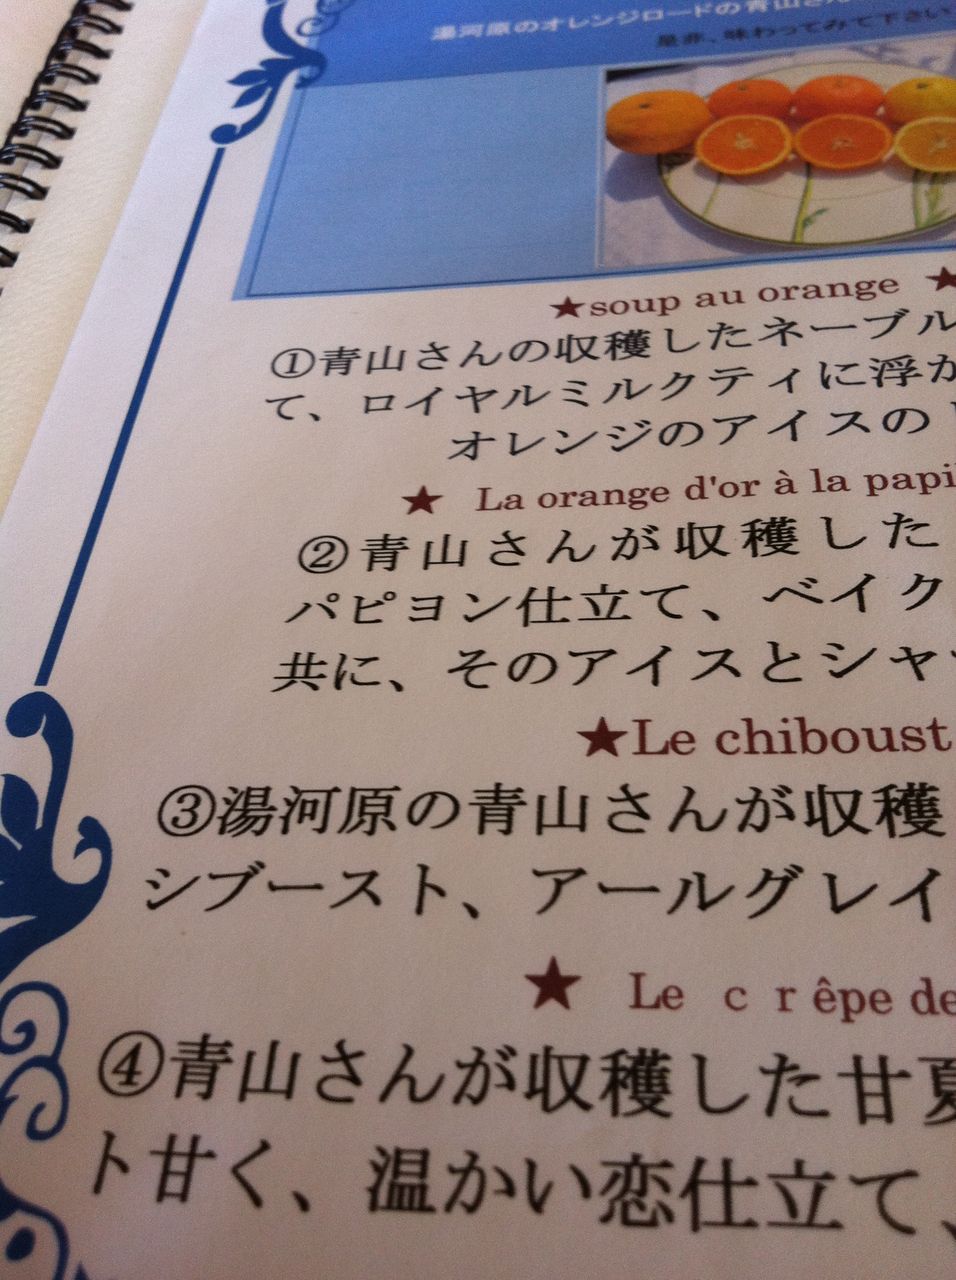 湯河原のオレンジロードの青山さん
是非、味わってみて下さい
★soup au orange ★
①青山さんの収穫したネーブル
て、ロイヤルミルクティに浮か
オレンジのアイスの
★ La orange d'or à la papi
②青山さんが収穫した
パピヨン仕立て、ベイク
共に、そのアイスとシャ
★Le chiboust
③湯河原の青山さんが収穫
シブースト、アールグレイ
★ Le c r êpe de
④青山さんが収穫した甘夏
ト甘く、温かい恋仕立て、